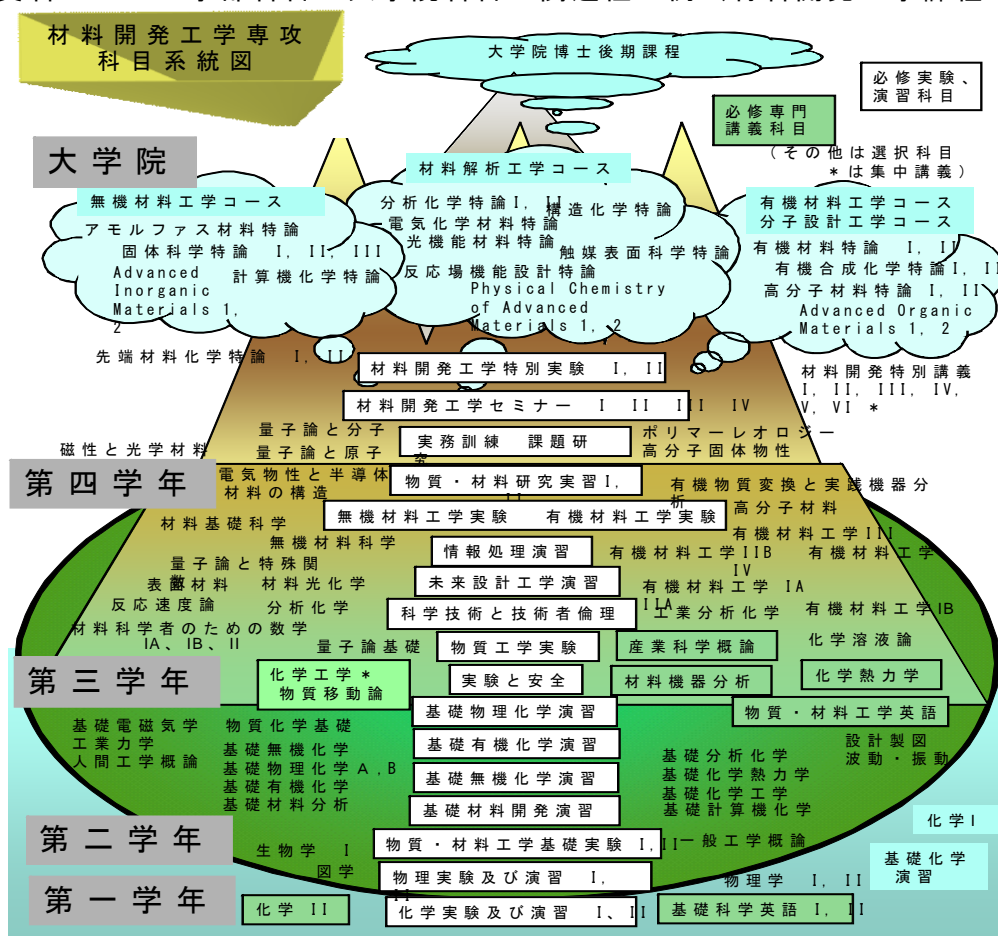 材料開発工学専攻
科目系統図
大学院博士後期課程
必修実験、
演習科目
必修専門
講義科目
(その他は選択科目
*は集中講義)
大学院
材料解析工学コース
無機材料工学コース
有機材料工学コース
分子設計工学コース
アモルファス材料特論
固体科学特論 I, II, III
計算機化学特論
Advanced
Inorganic
Materials 1,
2
分析化学特論I, II
構造化学特論
電気化学材料特論
光機能材料特論
触媒表面科学特論
反応場機能設計特論
Physical Chemistry
of Advanced
Materials 1, 2
有機材料特論 I, II
有機合成化学特論I, II
高分子材料特論 I, II
Advanced Organic
Materials 1, 2
先端材料化学特論 I, II
材料開発工学特別実験 I, II
材料開発特別講義
I, II, III, IV,
V, VI *
材料開発工学セミナー I II III IV
量子論と分子
量子論と原子
磁性と光学材料
実務訓練 課題研
究
ポリマーレオロジー
高分子固体物性
第四学年
電気物性と半導体
材料の構造
物質・材料研究実習I,
II
有機物質変換と実践機器分
析
高分子材料
材料基礎科学
無機材料工学実験 有機材料工学実験
無機材料科学
情報処理演習
有機材料工学III
有機材料工学IIB
有機材料工学
IV
量子論と特殊関
数
表面材料
材料光化学
未来設計工学演習
有機材料工学 IA
IIA
反応速度論
分析化学
科学技術と技術者倫理
工業分析化学
有機材料工学IB
材料科学者のための数学
IA、IB、II
量子論基礎
物質工学実験
産業科学概論
化学溶液論
第三学年
化学工学*
物質移動論
実験と安全
材料機器分析
化学熱力学
基礎物理化学演習
物質・材料工学英語
基礎電磁気学
工業力学
人間工学概論
物質化学基礎
基礎無機化学
基礎物理化学A,B
基礎有機化学
基礎材料分析
基礎有機化学演習
基礎無機化学演習
基礎材料開発演習
設計製図
波動・振動
基礎分析化学
基礎化学熱力学
基礎化学工学
基礎計算機化学
化学I
第二学年
生物学 I
図学
物質・材料工学基礎実験 I,II
一般工学概論
基礎化学
演習
物理実験及び演習 I,
II
物理学 I, II
第一学年
化学 II
化学実験及び演習 I、II
基礎科学英語 I, II